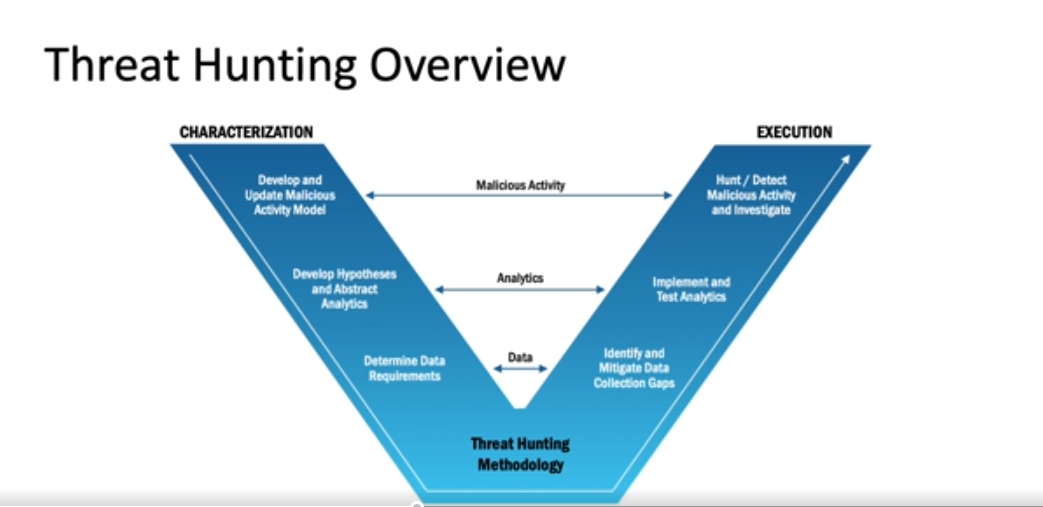 Threat Hunting Overview
CHARACTERIZATION
EXECUTION
Develop and
Update Malicious
Activity Model
Malicious Activity
Hunt / Detect
Malicious Activity
and Investigate
Develop Hypotheses
and Abstract
Analytics
Analytics
Implement and
Test Analytics
Determine Data
Requirements
Data
Identify and
Mitigate Data
Collection Gaps
Threat Hunting
Methodology